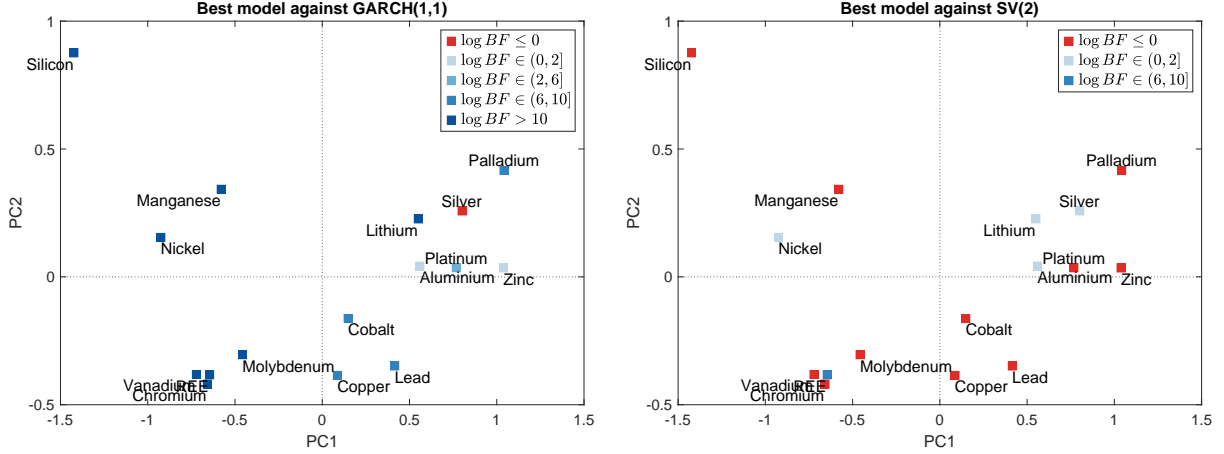 Best model against GARCH(1,1)
1
0.5
0
-0.5
PC2
-1.5
-1
-0.5
0
0.5
1
1.5
PC1
log BF ≤ 0
log BF ∈ (0, 2]
log BF ∈ (2, 6]
log BF ∈ (6, 10]
log BF > 10
Silicon
Palladium
Manganese
Silver
Lithium
Nickel
Platinum
Aluminium
Zinc
Cobalt
Molybdenum
Lead
Vanadium
REE
Copper
Chromium
Best model against SV(2)
1
0.5
0
-0.5
PC2
-1.5
-1
-0.5
0
0.5
1
1.5
PC1
log BF ≤ 0
log BF ∈ (0, 2]
log BF ∈ (6, 10]
Silicon
Palladium
Manganese
Silver
Lithium
Nickel
Platinum
Aluminium
Zinc
Cobalt
Molybdenum
Lead
Vanadium
REE
Copper
Chromium